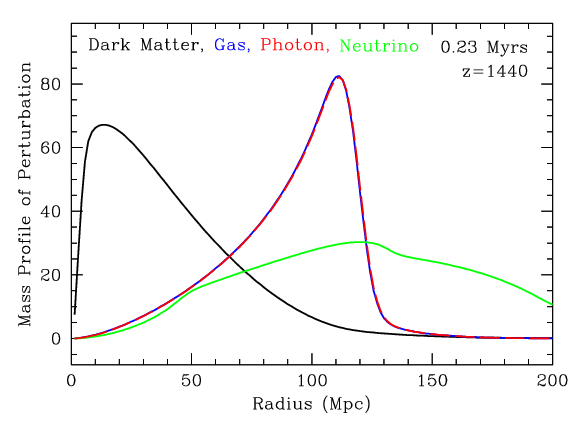 Dark Matter, Gas, Photon, Neutrino 0.23 Myrs
z=1440
Mass Profile of Perturbation
80
60
40
20
0
0 50 100 150 200
Radius (Mpc)